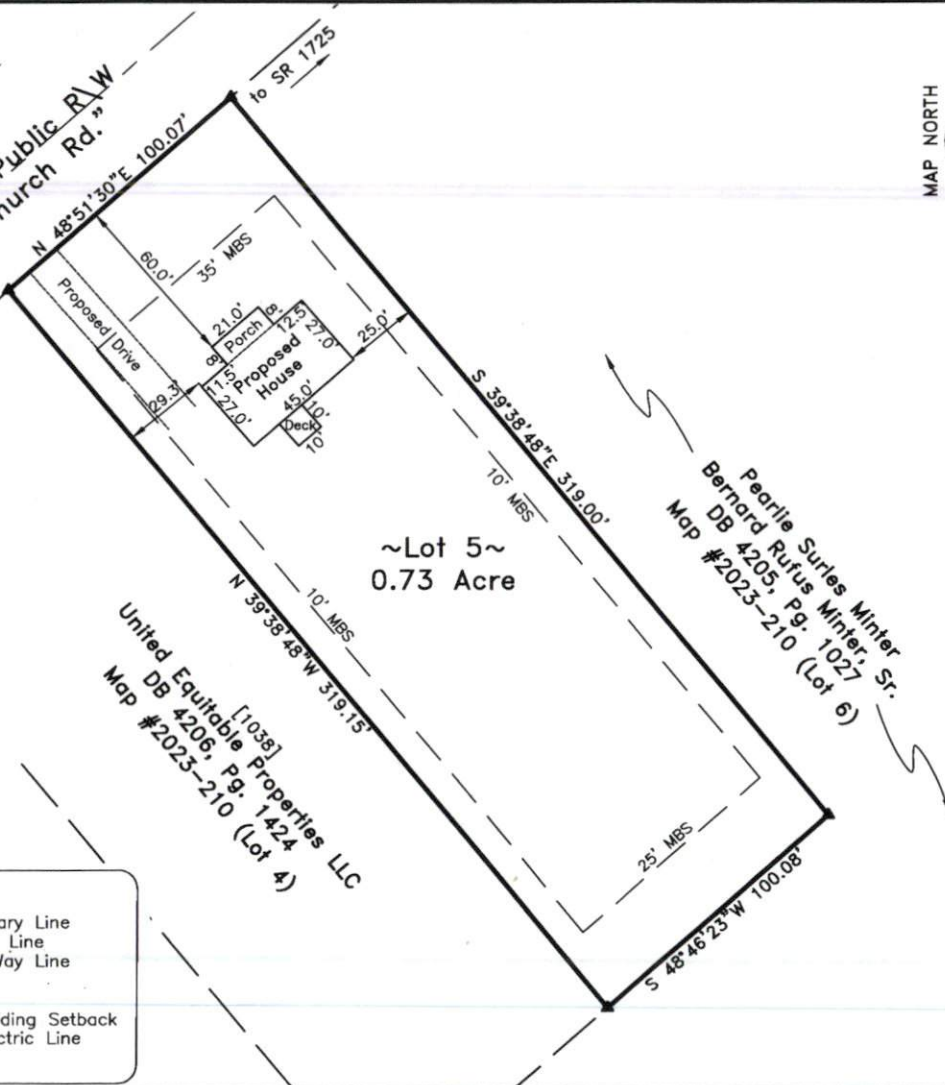 Public R\W
hurch Rd."
to SR 1725
MAP NORTH
N 48°51'30"E 100.07'
60.0'
35' MBS
Proposed Drive
21.0'
8'
Porch
8'
12.5'
27.0'
25.0'
Proposed
House
11.5'
29.3'
27.0'
45.0'
10'
Deck
10'
S 39°38'48"E 319.00'
10' MBS
~Lot 5~
0.73 Acre
Pearlie Surles Minter
Bernard Rufus Minter, Sr.
DB 4205, Pg. 1027
Map #2023-210 (Lot 6)
10' MBS
N 39°38'48"W 319.15'
[1038]
United Equitable Properties LLC
DB 4206, Pg. 1424
Map #2023-210 (Lot 4)
25' MBS
S 48°46'23"W 100.08'
ary Line
Line
Way Line
ding Setback
ctric Line